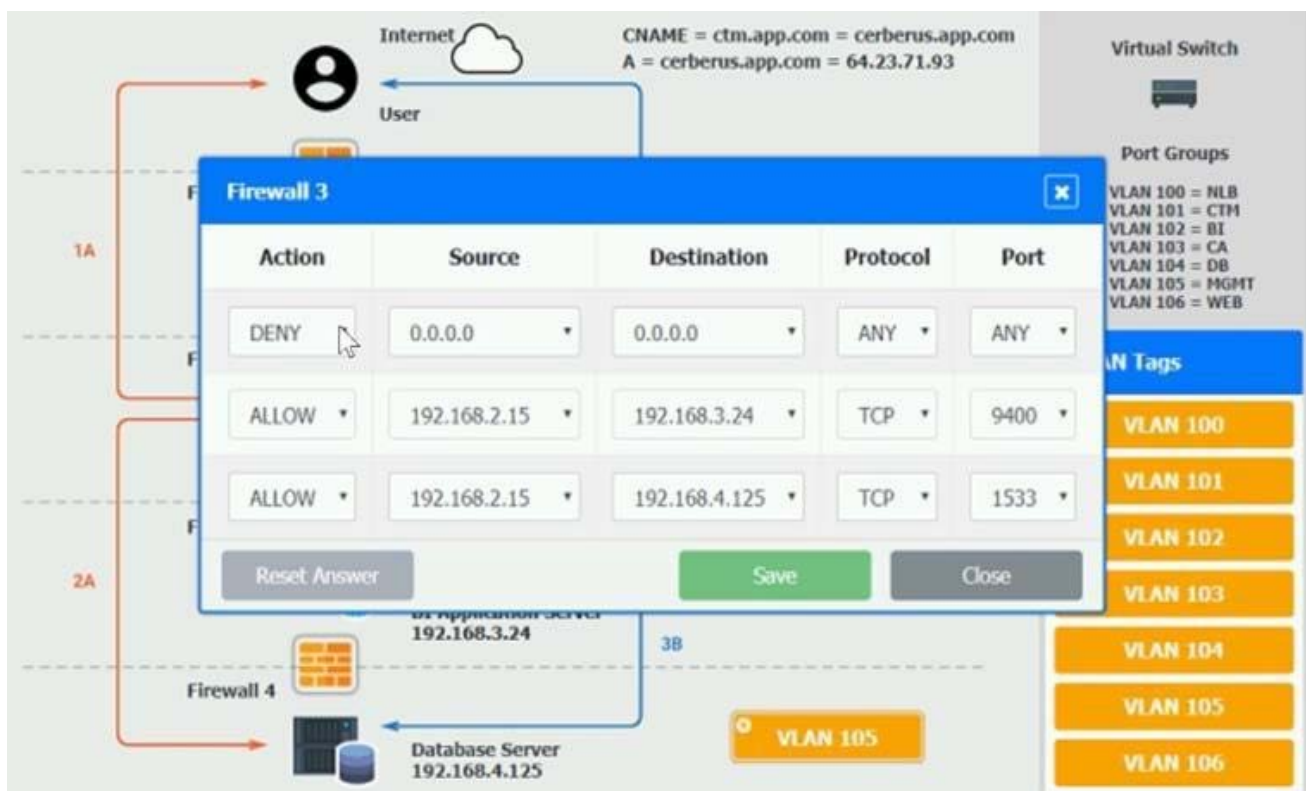 Internet
CNAME = ctm.app.com = cerberus.app.com
A = cerberus.app.com = 64.23.71.93
User
Virtual Switch
Port Groups
VLAN 100 = NLB
VLAN 101 = CTM
VLAN 102 = BI
VLAN 103 = CA
VLAN 104 = DB
VLAN 105 = MGMT
VLAN 106 = WEB
1A
F
F
F
2A
Firewall 3
Action Source Destination Protocol Port
DENY 0.0.0.0 0.0.0.0 ANY ANY
ALLOW 192.168.2.15 192.168.3.24 TCP 9400
ALLOW 192.168.2.15 192.168.4.125 TCP 1533
Reset Answer Save Close
AN Tags
VLAN 100
VLAN 101
VLAN 102
VLAN 103
VLAN 104
VLAN 105
VLAN 106
BI Application Server
192.168.3.24
3B
Firewall 4
Database Server
192.168.4.125
VLAN 105